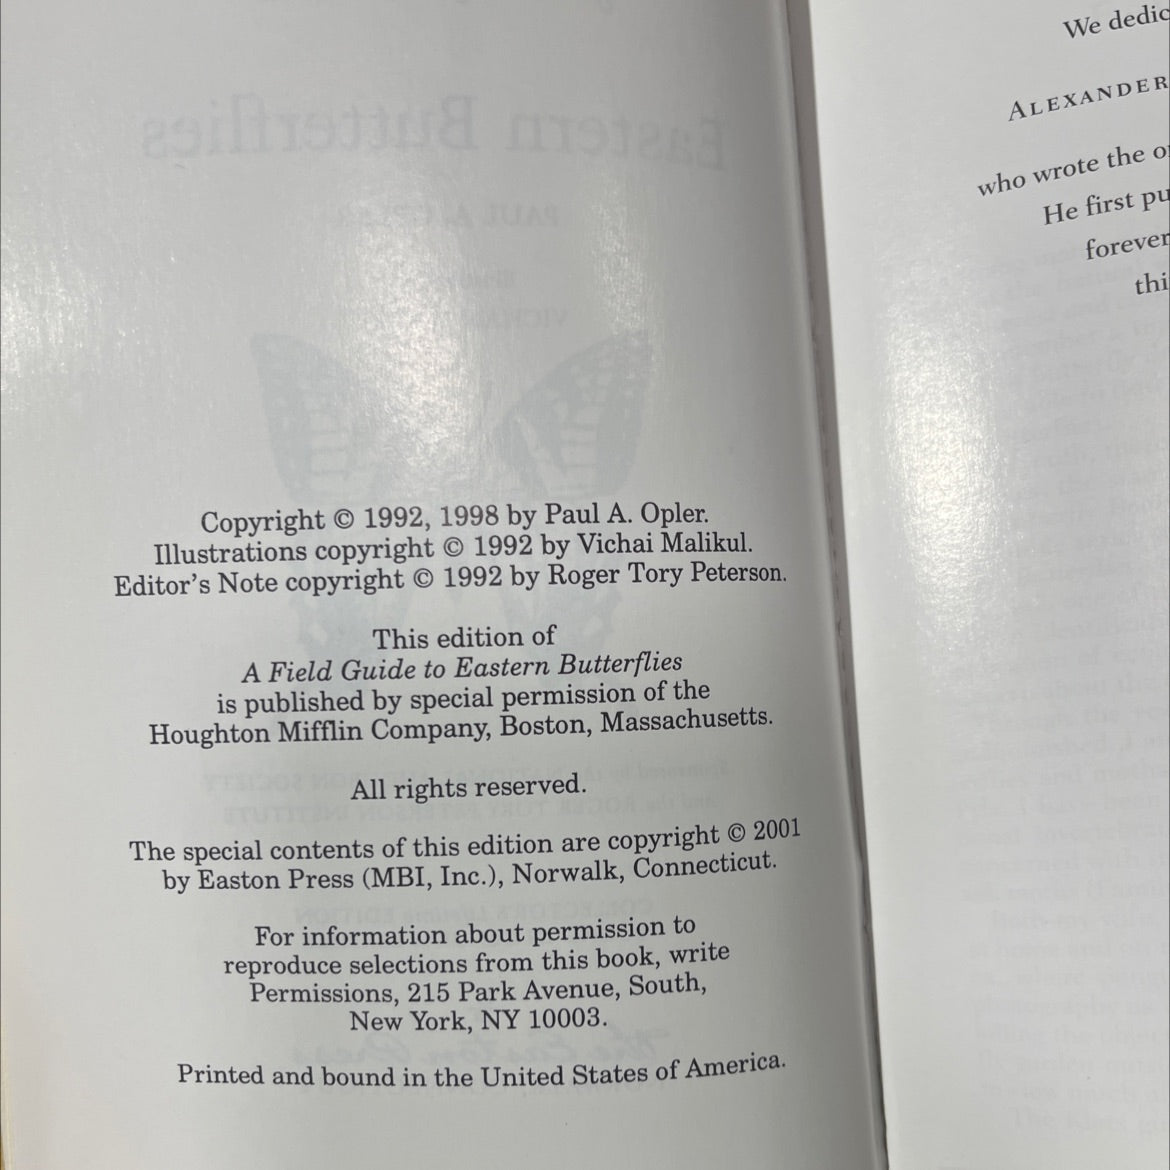 Copyright © 1992, 1998 by Paul A. Opler.
Illustrations copyright © 1992 by Vichai Malikul.
Editor's Note copyright © 1992 by Roger Tory Peterson.
This edition of
A Field Guide to Eastern Butterflies
is published by special permission of the
Houghton Mifflin Company, Boston, Massachusetts.
All rights reserved.
The special contents of this edition are copyright © 2001
by Easton Press (MBI, Inc.), Norwalk, Connecticut.
For information about permission to
reproduce selections from this book, write
Permissions, 215 Park Avenue, South,
New York, NY 10003.
Printed and bound in the United States of America.
We dedic
ALEXANDER
who wrote the o
He first pu
forever
thi